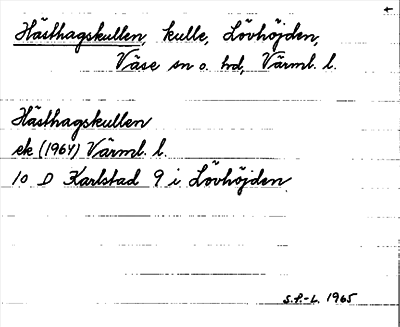 Hästhagskullen, kulle, Lövhöjden,
Väse sn o. hd, Värml. l.
Hästhagskullen
ek (1964) Värml. l.
10 D Karlstad 9 i Lövhöjden
S.P.-L. 1965